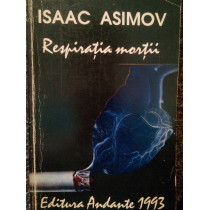 ISAAC ASIMOV
Respirația morții
Editura Andante 1993